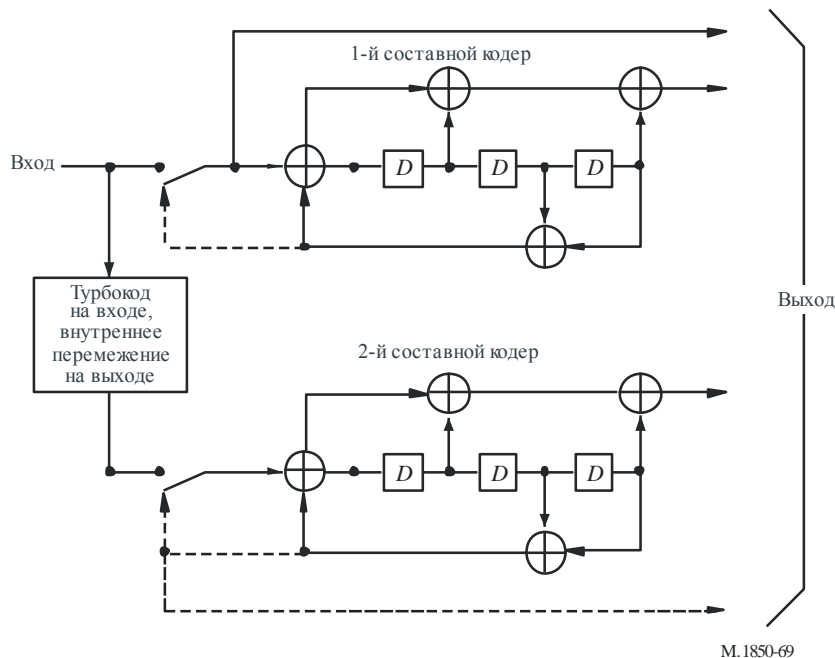 1-й составной кодер
Вход
D
D
D
Турбокод
на входе,
внутреннее
перемежение
на выходе
Выход
2-й составной кодер
D
D
D
M.1850-69